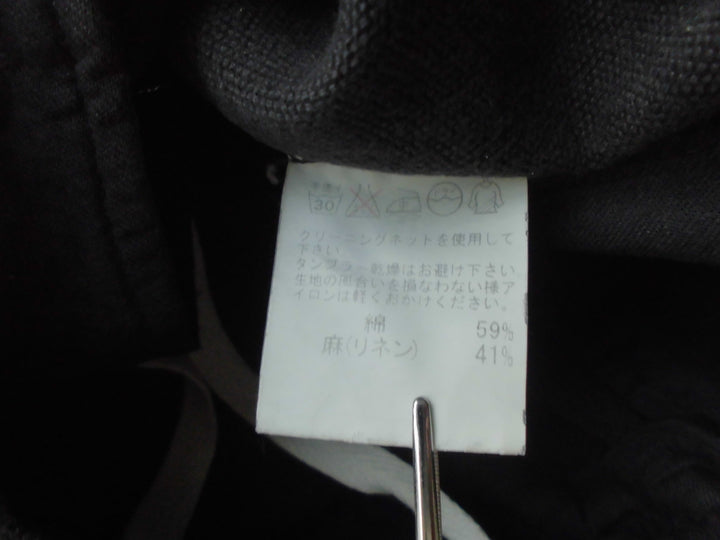 手洗イ
30
中
クリーニングネットを使用して
下さい
タンブラー乾燥はお避け下さい
生地の風合いを損なわない様ア
イロンは軽くおかけください。
綿 59%
麻(リネン) 41%